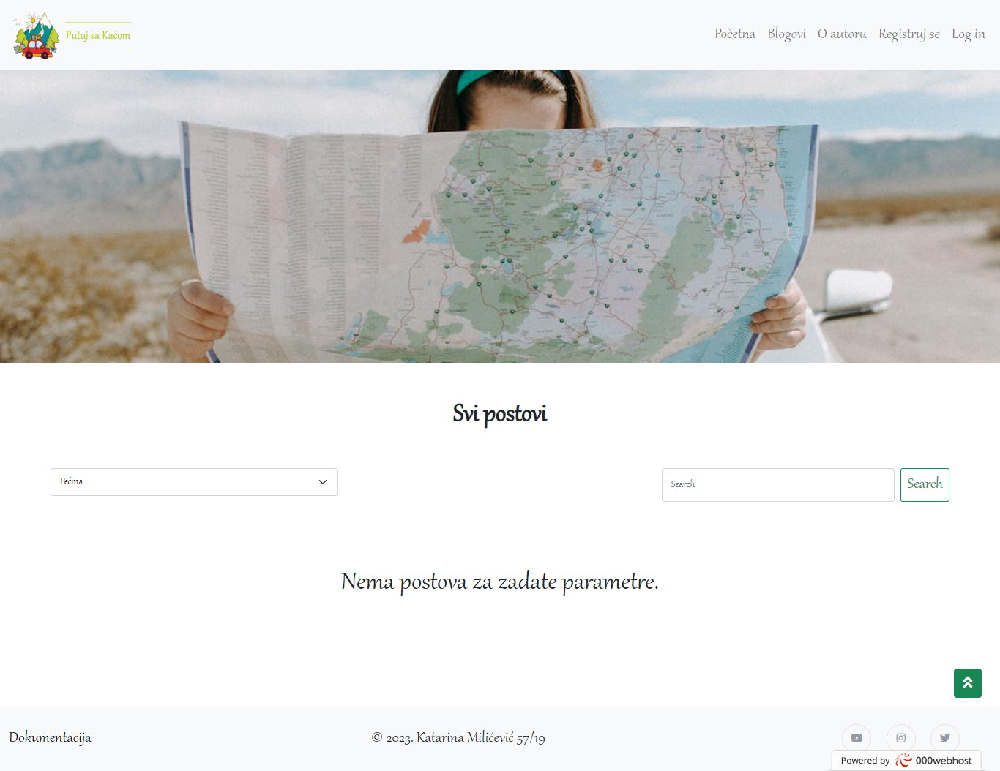 Putuj sa Kaćom
Početna Blogovi O autoru Registruj se Log in
Svi postovi
Pećina
Search Search
Nema postova za zadate parametre.
Dokumentacija © 2023. Katarina Milićević 57/19
Powered by 000webhost